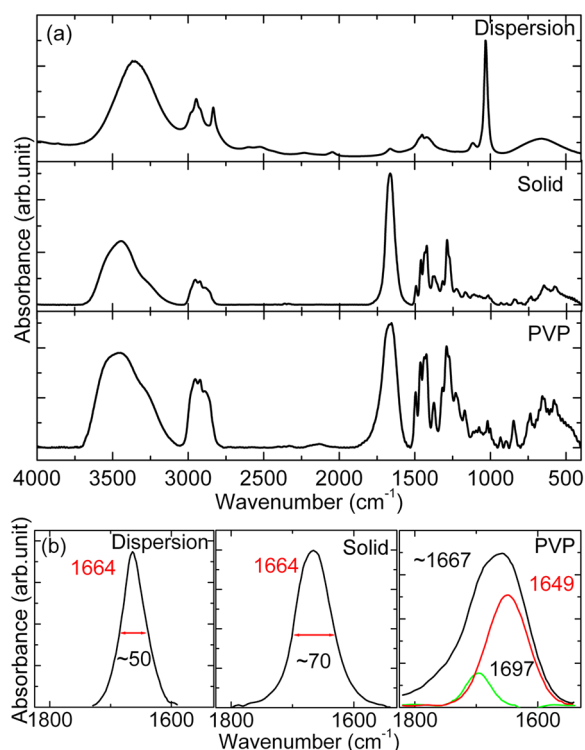 (a)
Dispersion
Solid
PVP
Absorbance (arb.unit)
4000 3500 3000 2500 2000 1500 1000 500
Wavenumber (cm-1)
(b)
Dispersion
1664
~50
Solid
1664
~70
PVP
~1667
1649
1697
Absorbance (arb.unit)
1800 1600 1800 1600 1800 1600
Wavenumber (cm-1)